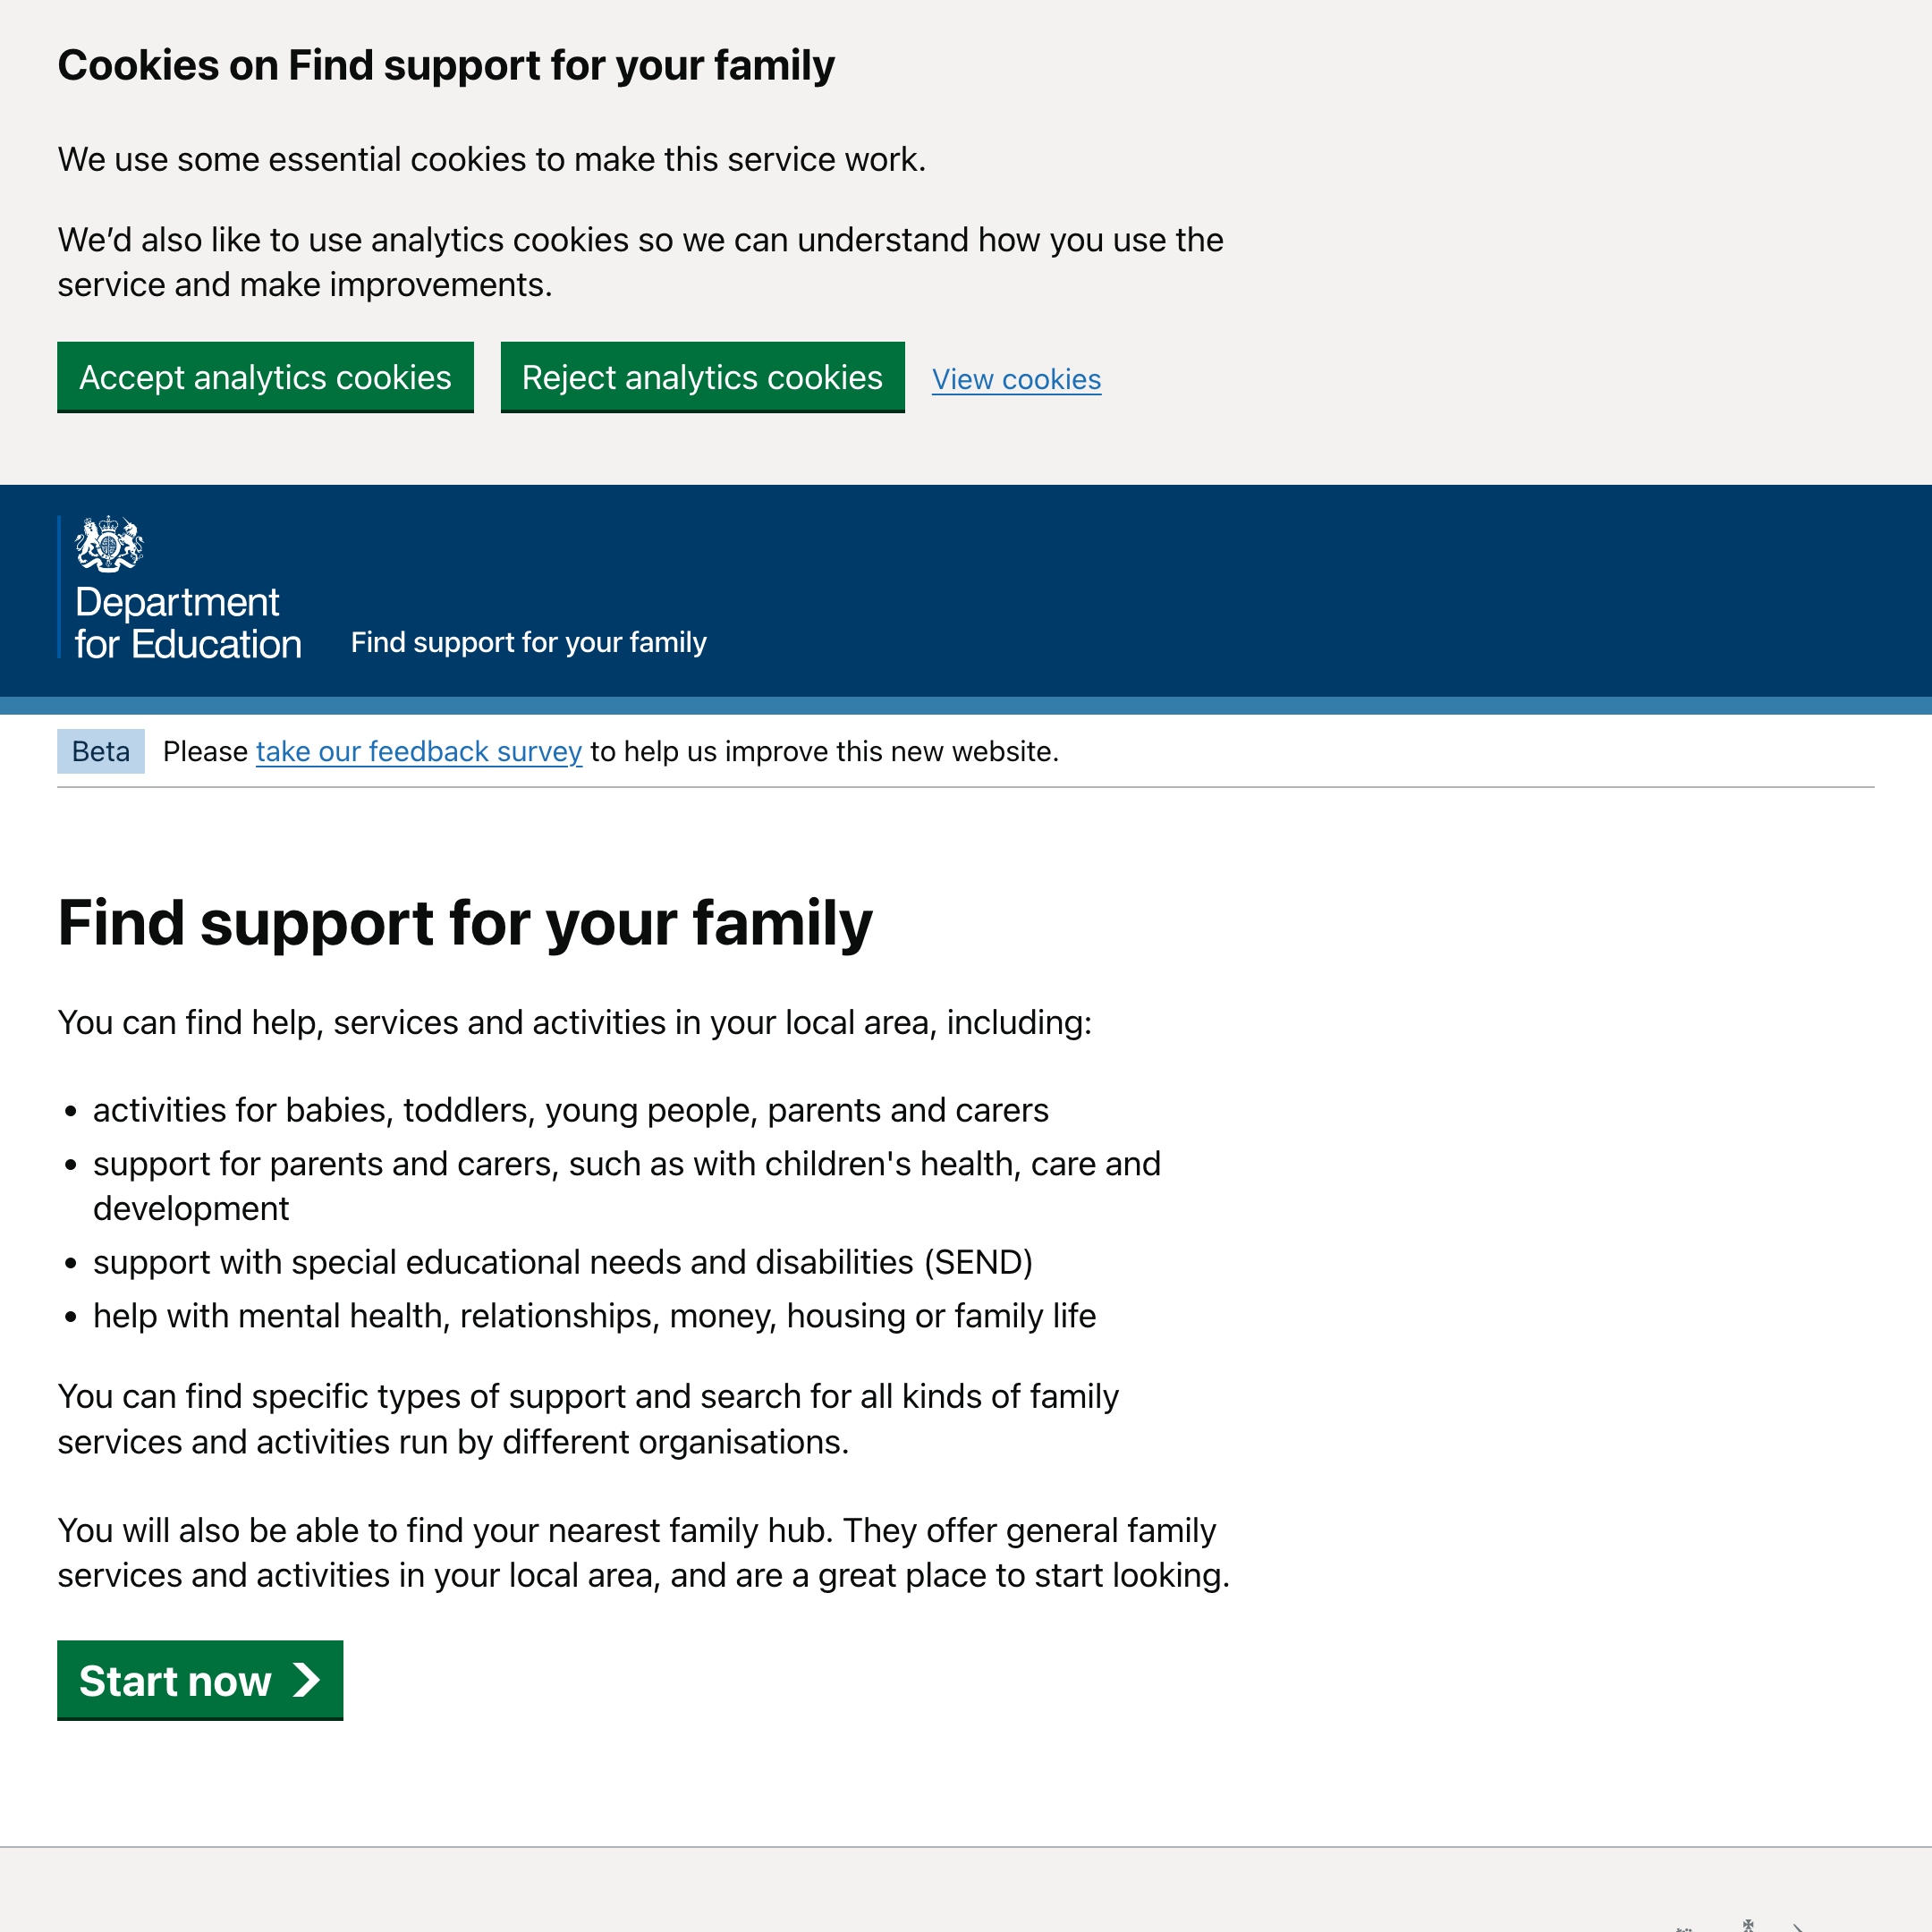 Cookies on Find support for your family
We use some essential cookies to make this service work.
We’d also like to use analytics cookies so we can understand how you use the
service and make improvements.
Accept analytics cookies
Reject analytics cookies
View cookies
Department
for Education
Find support for your family
Beta
Please take our feedback survey to help us improve this new website.
Find support for your family
You can find help, services and activities in your local area, including:
• activities for babies, toddlers, young people, parents and carers
• support for parents and carers, such as with children's health, care and
development
• support with special educational needs and disabilities (SEND)
• help with mental health, relationships, money, housing or family life
You can find specific types of support and search for all kinds of family
services and activities run by different organisations.
You will also be able to find your nearest family hub. They offer general family
services and activities in your local area, and are a great place to start looking.
Start now